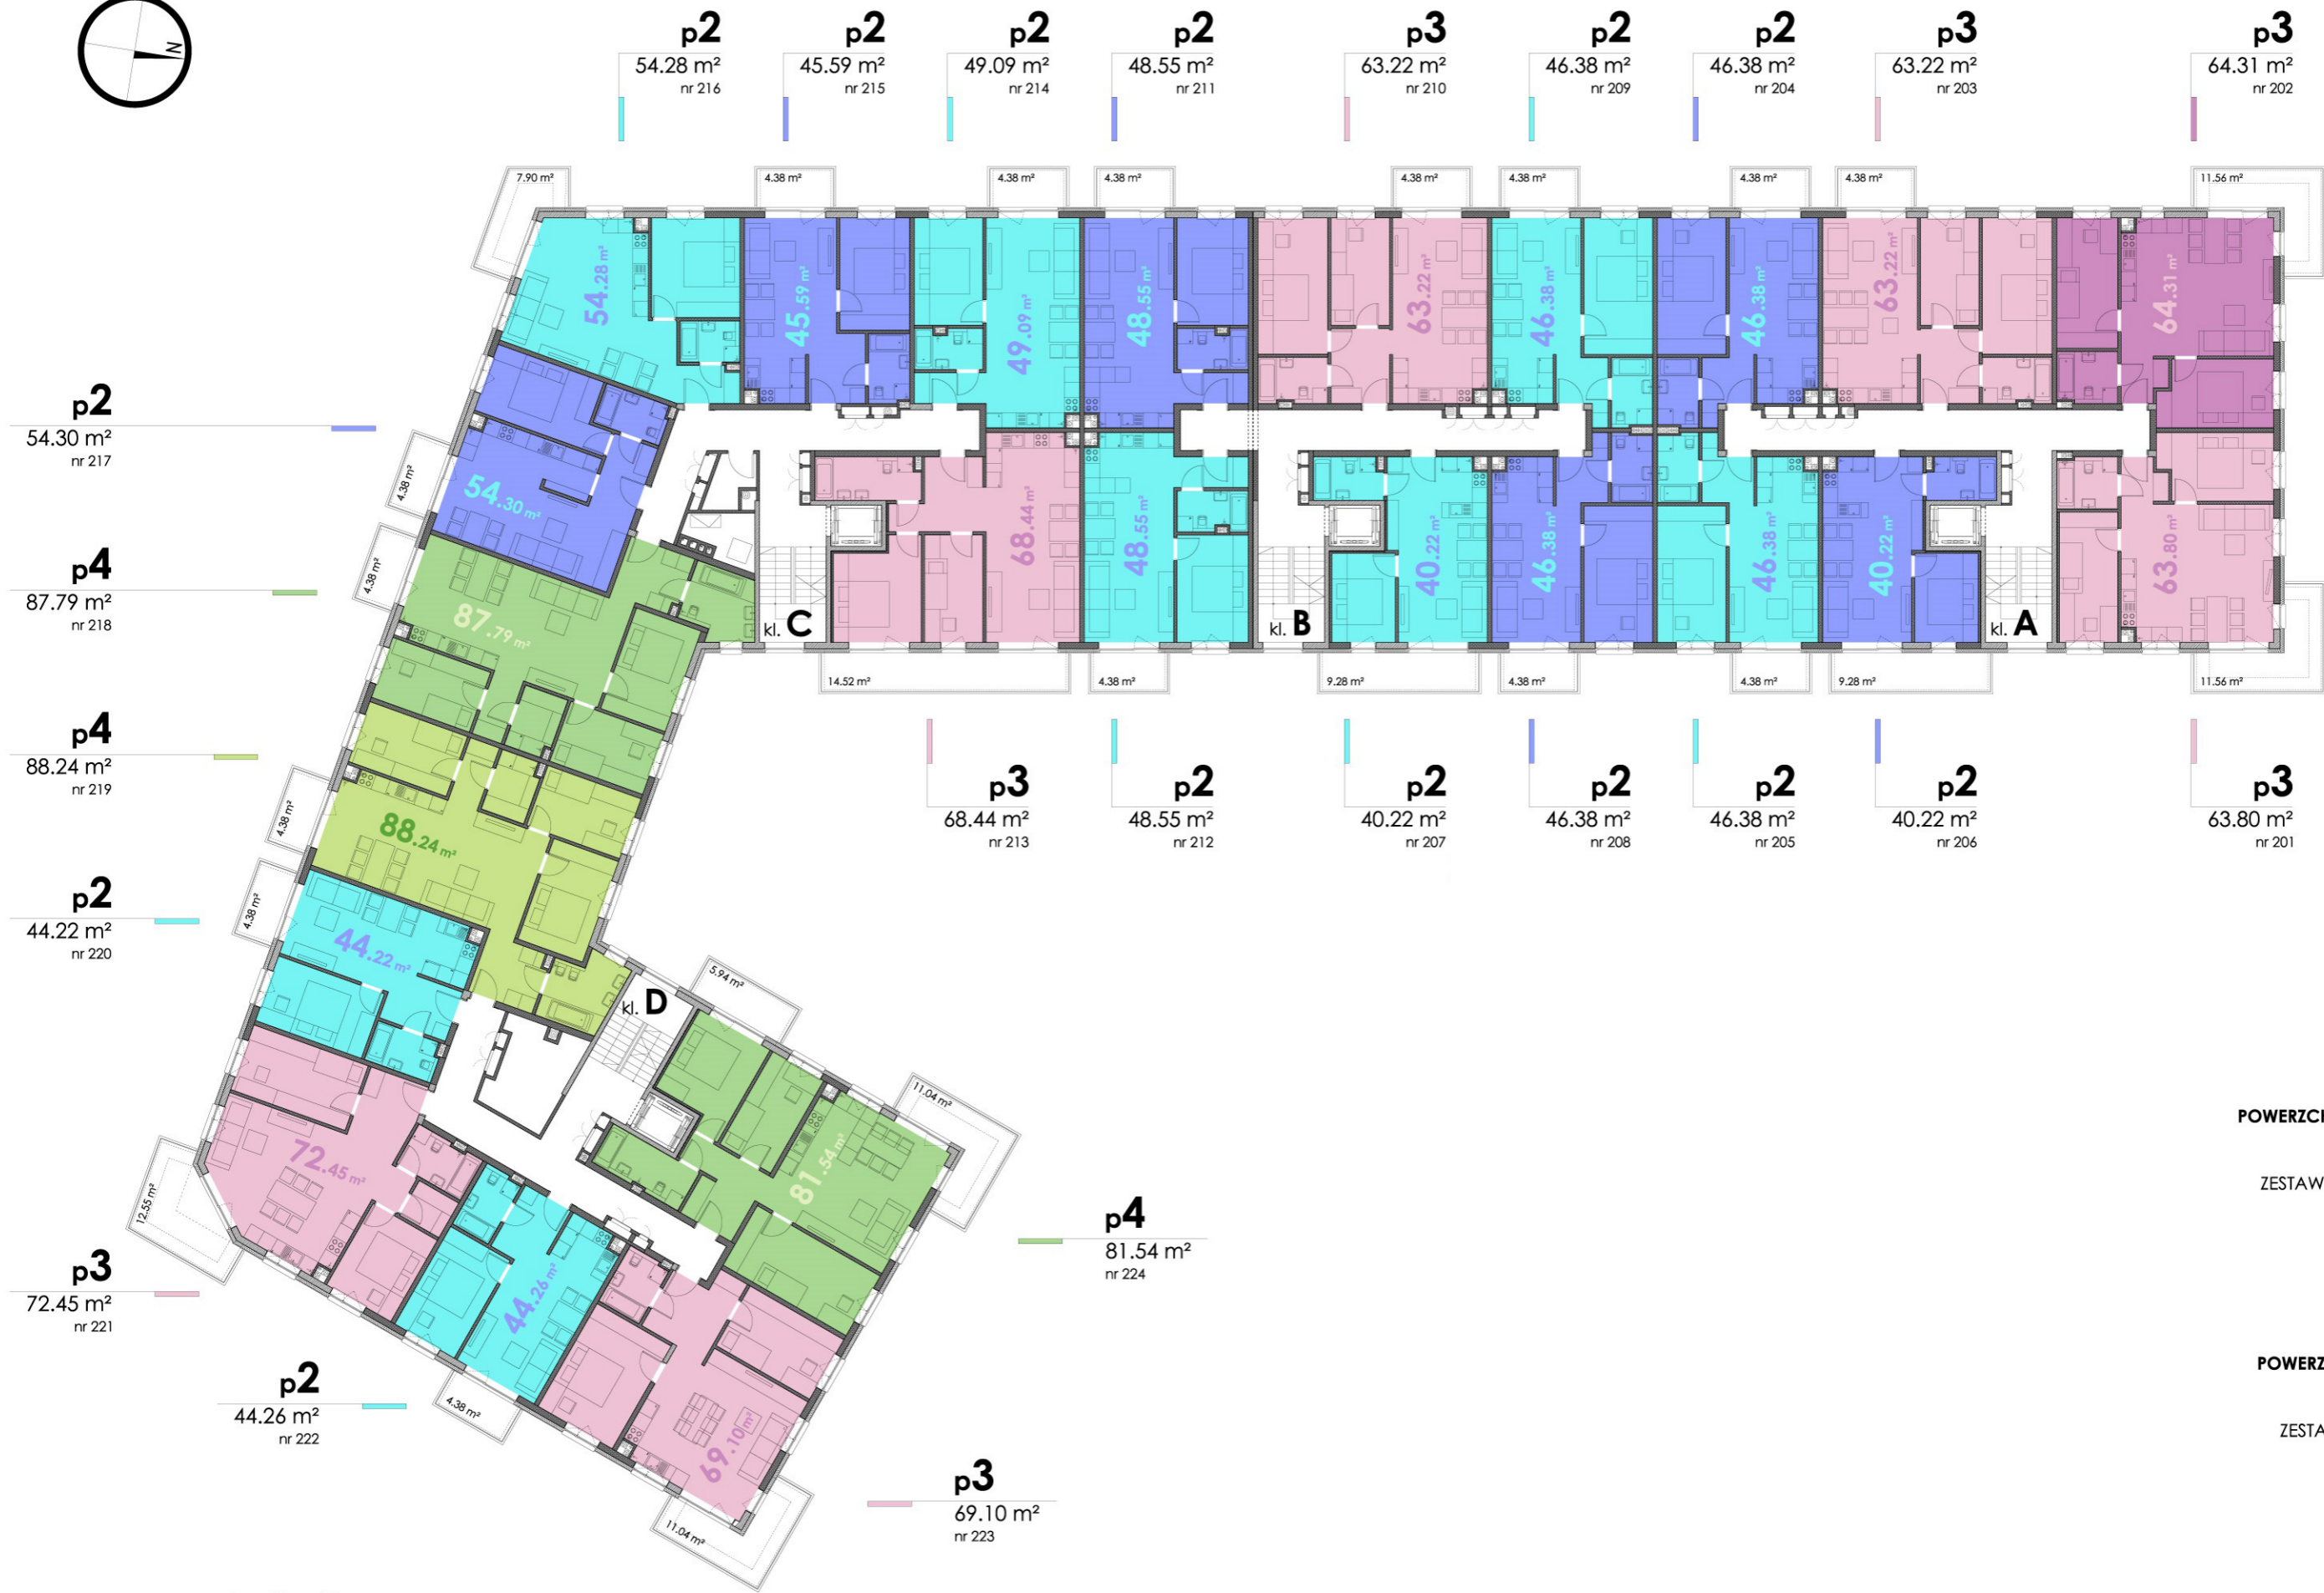 N
p2
54.28 m²
nr 216
p2
45.59 m²
nr 215
p2
49.09 m²
nr 214
p2
48.55 m²
nr 211
p3
63.22 m²
nr 210
p2
46.38 m²
nr 209
p2
46.38 m²
nr 204
p3
63.22 m²
nr 203
p3
64.31 m²
nr 202
7.90 m²
4.38 m²
4.38 m²
4.38 m²
4.38 m²
4.38 m²
4.38 m²
4.38 m²
11.56 m²
54.28 m²
45.59 m²
49.09 m²
48.55 m²
63.22 m²
46.38 m²
46.38 m²
63.22 m²
64.31 m²
p2
54.30 m²
nr 217
4.38 m²
54.30 m²
68.44 m²
48.55 m²
40.22 m²
46.38 m²
46.38 m²
40.22 m²
63.80 m²
p4
87.79 m²
nr 218
4.38 m²
87.79 m²
kl. C
kl. B
kl. A
14.52 m²
4.38 m²
9.28 m²
4.38 m²
4.38 m²
9.28 m²
11.56 m²
p4
88.24 m²
nr 219
4.38 m²
88.24 m²
p3
68.44 m²
nr 213
p2
48.55 m²
nr 212
p2
40.22 m²
nr 207
p2
46.38 m²
nr 208
p2
46.38 m²
nr 205
p2
40.22 m²
nr 206
p3
63.80 m²
nr 201
p2
44.22 m²
nr 220
4.38 m²
44.22 m²
kl. D
5.94 m²
11.04 m²
72.45 m²
81.54 m²
12.55 m²
p4
81.54 m²
nr 224
p3
72.45 m²
nr 221
44.26 m²
p2
44.26 m²
nr 222
4.38 m²
69.10 m²
11.04 m²
p3
69.10 m²
nr 223
POWERZCI
ZESTAW
POWERZ
ZESTA